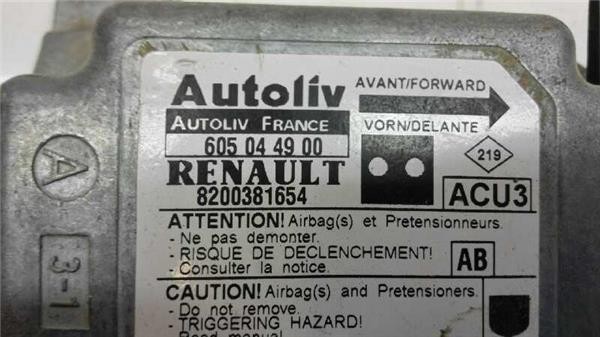 Autoliv
AVANT/FORWARD
AUTOLIV FRANCE
VORN/DELANTE
605 04 49 00
219
RENAULT
8200381654
ACU3
ATTENTION! Airbag(s) et Pretensionneurs.
- Ne pas demonter.
- RISQUE DE DECLENCHEMENT!
- Consulter la notice.
AB
CAUTION! Airbag(s) and Pretensioners.
- Do not remove.
- TRIGGERING HAZARD!
- Read manual
A
3-1